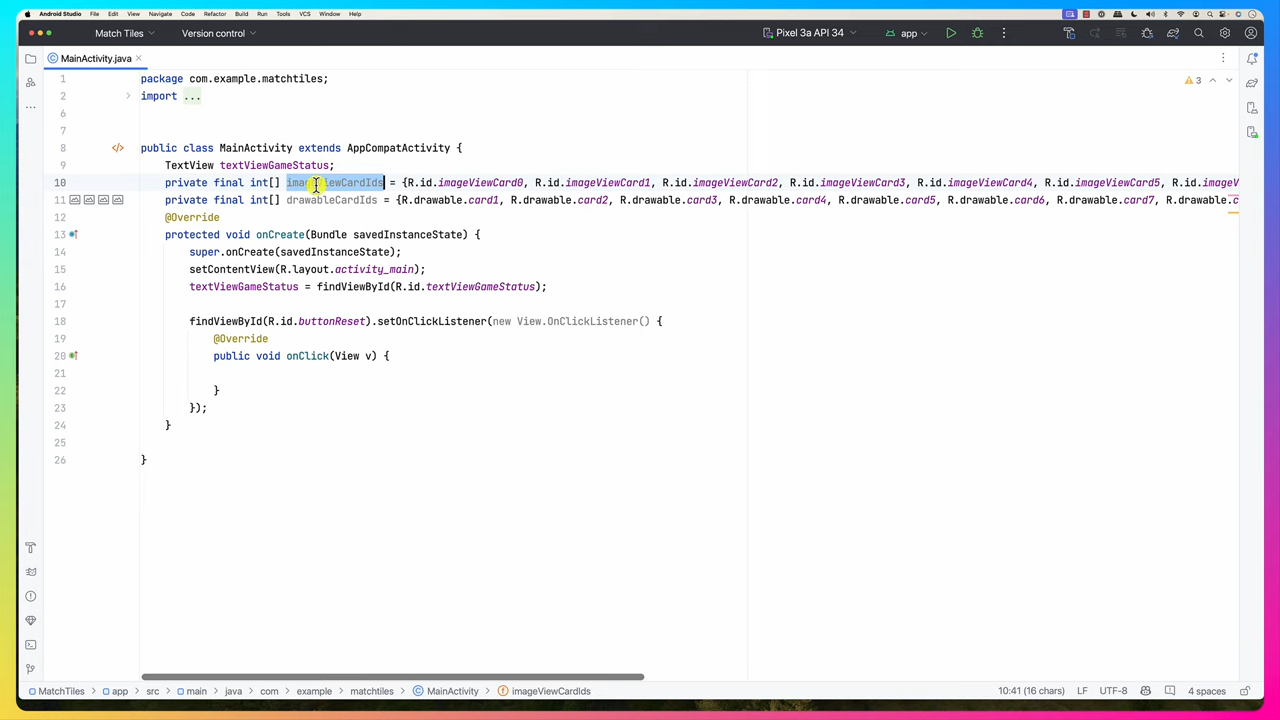 Android Studio File Edit View Navigate Code Refactor Build Run Tools VCS Window Help
Match Tiles Version control Pixel 3a API 34 app
MainActivity.java
3
1 package com.example.matchtiles;
2 import ...
6
7
8 public class MainActivity extends AppCompatActivity {
9 TextView textViewGameStatus;
10 private final int[] imageViewCardIds = {R.id.imageViewCard0, R.id.imageViewCard1, R.id.imageViewCard2, R.id.imageViewCard3, R.id.imageViewCard4, R.id.imageViewCard5, R.id.imageV
11 private final int[] drawableCardIds = {R.drawable.card1, R.drawable.card2, R.drawable.card3, R.drawable.card4, R.drawable.card5, R.drawable.card6, R.drawable.card7, R.drawable.c
12 @Override
13 protected void onCreate(Bundle savedInstanceState) {
14 super.onCreate(savedInstanceState);
15 setContentView(R.layout.activity_main);
16 textViewGameStatus = findViewById(R.id.textViewGameStatus);
17
18 findViewById(R.id.buttonReset).setOnClickListener(new View.OnClickListener() {
19 @Override
20 public void onClick(View v) {
21
22 }
23 });
24 }
25
26 }
MatchTiles > app > src > main > java > com > example > matchtiles > MainActivity > imageViewCardIds 10:41 (16 chars) LF UTF-8 4 spaces